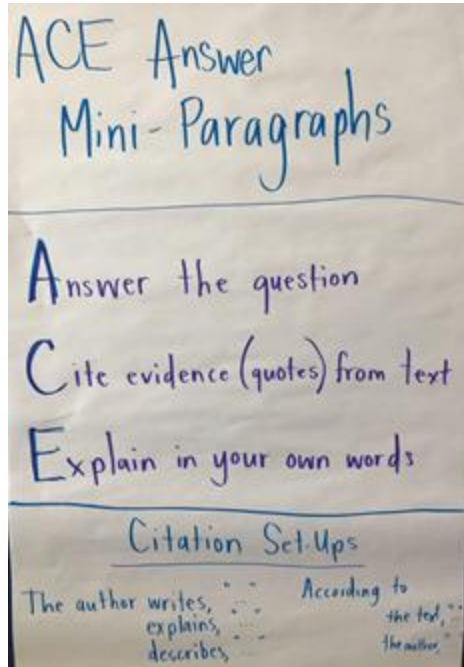 ACE Answer
Mini-Paragraphs
Answer the question
Cite evidence (quotes) from text
Explain in your own words
Citation Set-Ups
The author writes, "..."
explains, "..."
describes, "..."
According to
the text, "..."
the author, "..."